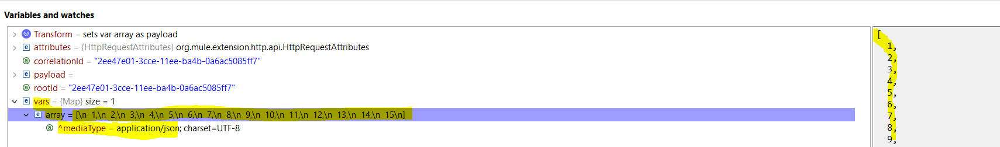 Variables and watches
Transform = sets var array as payload
attributes = {HttpRequestAttributes} org.mule.extension.http.api.HttpRequestAttributes
correlationId = "2ee47e01-3cce-11ee-ba4b-0a6ac5085ff7"
payload =
rootId = "2ee47e01-3cce-11ee-ba4b-0a6ac5085ff7"
vars = {Map} size = 1
array = [\n  1,\n  2,\n  3,\n  4,\n  5,\n  6,\n  7,\n  8,\n  9,\n  10,\n  11,\n  12,\n  13,\n  14,\n  15\n]
^mediaType = application/json; charset=UTF-8
[
1,
2,
3,
4,
5,
6,
7,
8,
9,